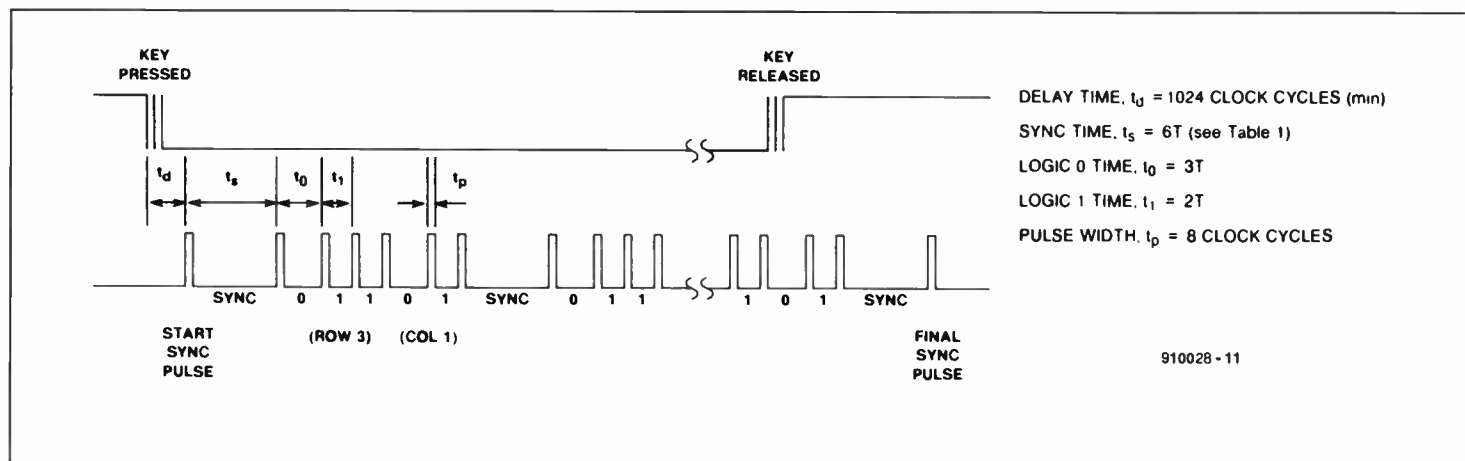 KEY
PRESSED
KEY
RELEASED
DELAY TIME, td = 1024 CLOCK CYCLES (min)
SYNC TIME, ts = 6T (see Table 1)
LOGIC 0 TIME, t0 = 3T
LOGIC 1 TIME, t1 = 2T
PULSE WIDTH, tp = 8 CLOCK CYCLES
td ts t0 t1 tp
SYNC 0 1 1 0 1 SYNC 0 1 1 1 0 1 SYNC
START
SYNC
PULSE
(ROW 3) (COL 1)
FINAL
SYNC
PULSE
910028-11